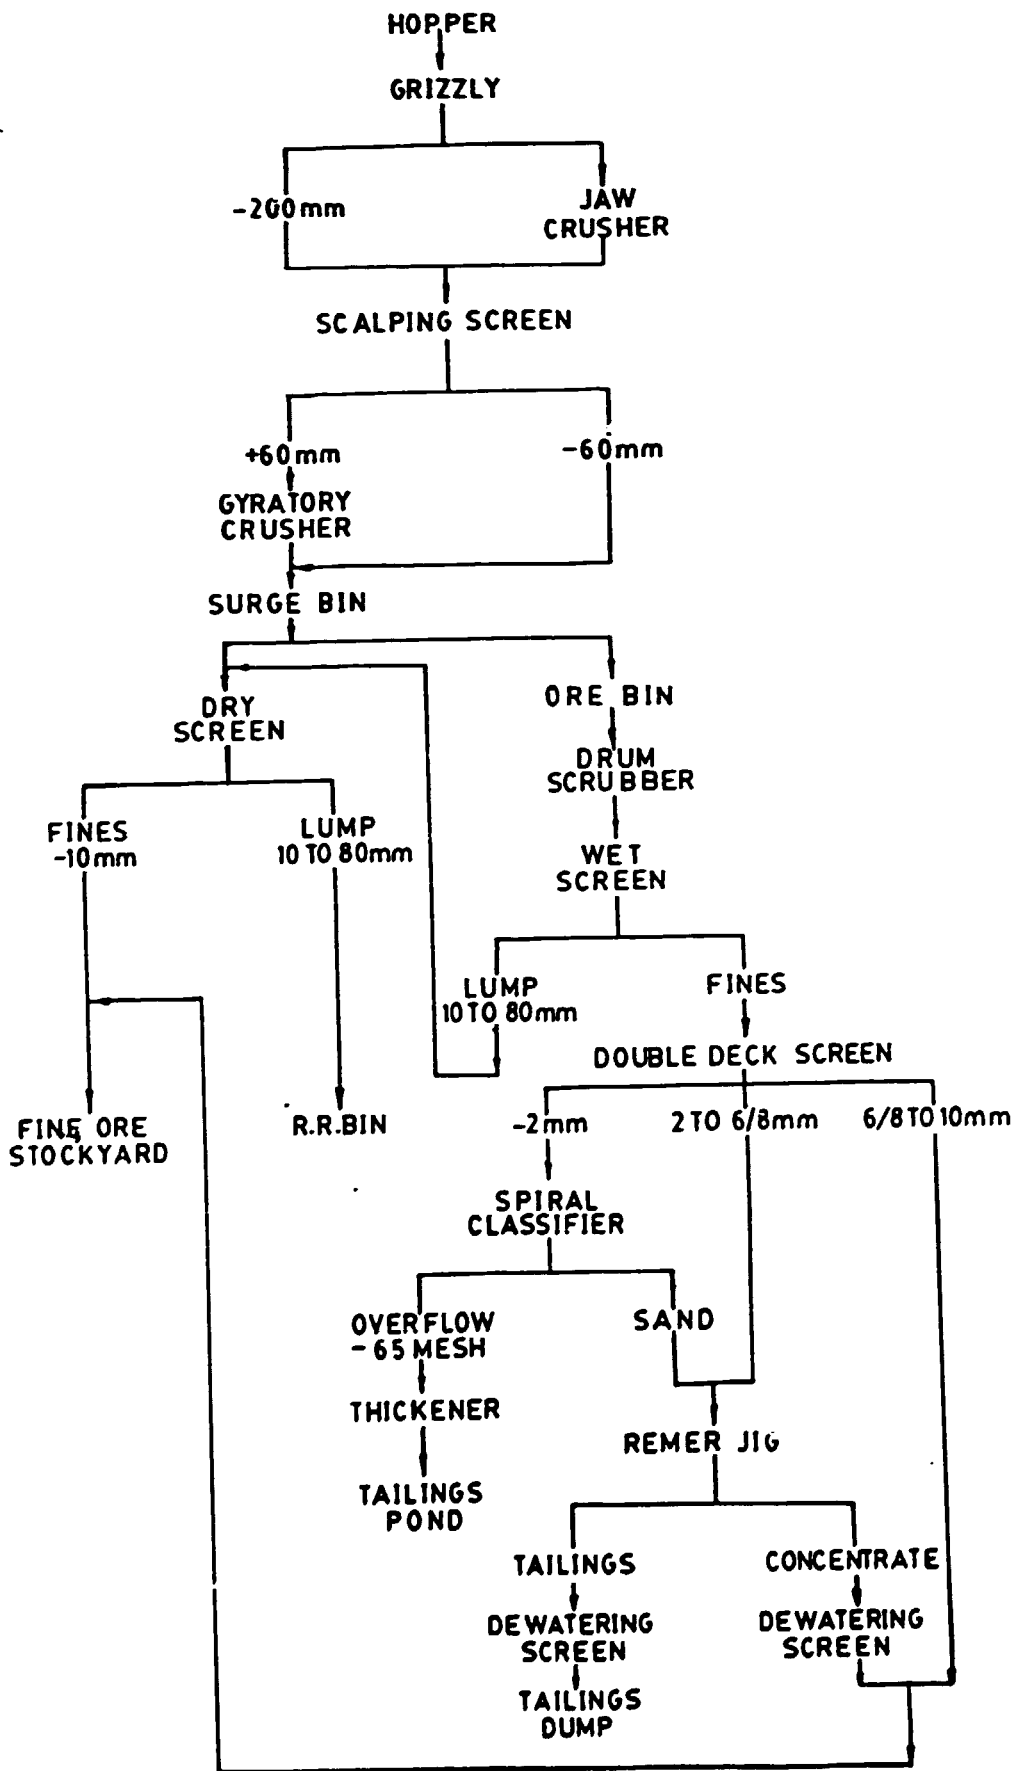 HOPPER
GRIZZLY
-200mm
JAW
CRUSHER
SCALPING SCREEN
+60mm
-60mm
GYRATORY
CRUSHER
SURGE BIN
DRY
SCREEN
ORE BIN
DRUM
SCRUBBER
FINES
-10mm
LUMP
10 TO 80mm
WET
SCREEN
LUMP
10 TO 80mm
FINES
DOUBLE DECK SCREEN
FINE ORE
STOCKYARD
R.R.BIN
-2mm
2 TO 6/8mm
6/8 TO 10mm
SPIRAL
CLASSIFIER
OVERFLOW
-65 MESH
SAND
THICKENER
REMER JIG
TAILINGS
POND
TAILINGS
CONCENTRATE
DEWATERING
SCREEN
DEWATERING
SCREEN
TAILINGS
DUMP